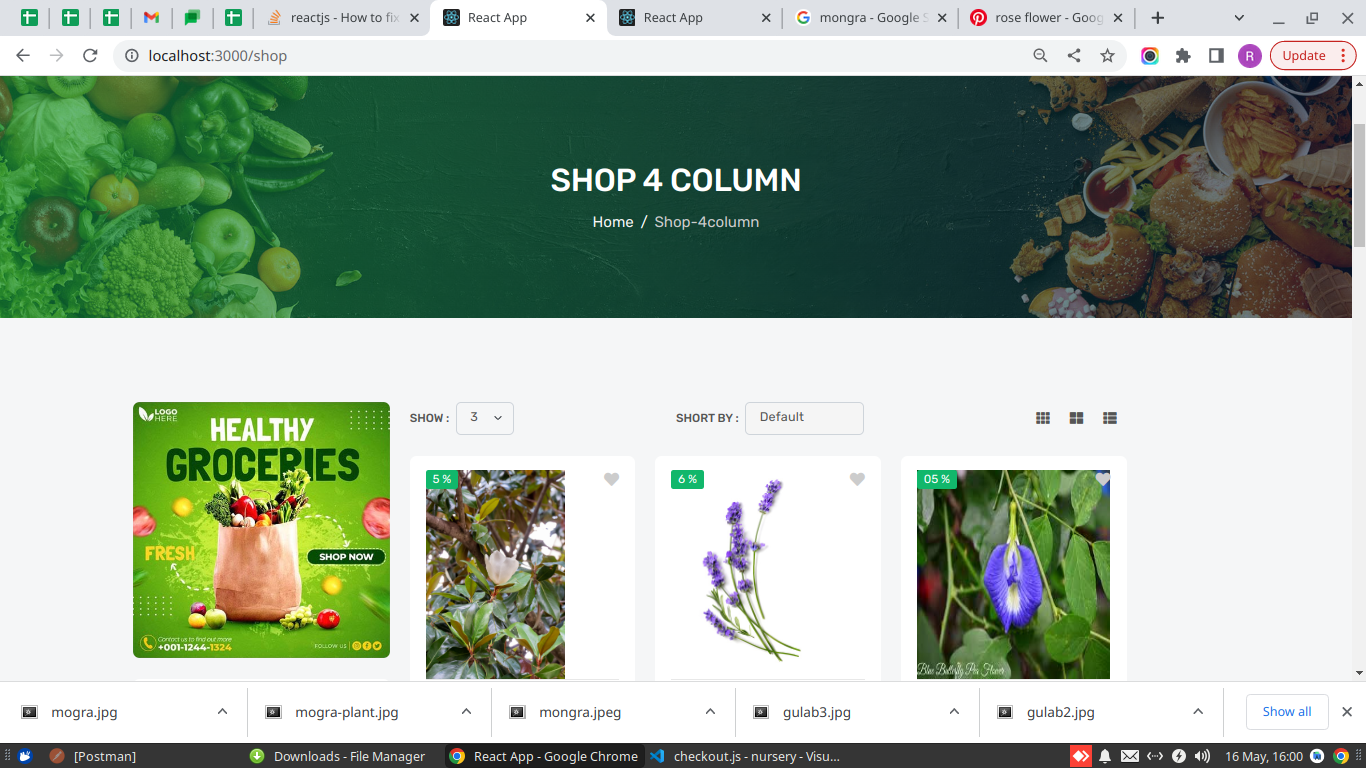 reactjs - How to fix
React App
React App
mongra - Google S
rose flower - Goog
localhost:3000/shop
R
Update
SHOP 4 COLUMN
Home / Shop-4column
LOGO
HERE
HEALTHY
GROCERIES
FRESH
SHOP NOW
Contact us to find out more
+001-1244-1324
FOLLOW US
SHOW :
3
SHORT BY :
Default
5 %
6 %
05 %
Blue Butterfly Pea Flower
mogra.jpg
mogra-plant.jpg
mongra.jpeg
gulab3.jpg
gulab2.jpg
Show all
[Postman]
Downloads - File Manager
React App - Google Chrome
checkout.js - nursery - Visu...
16 May, 16:00